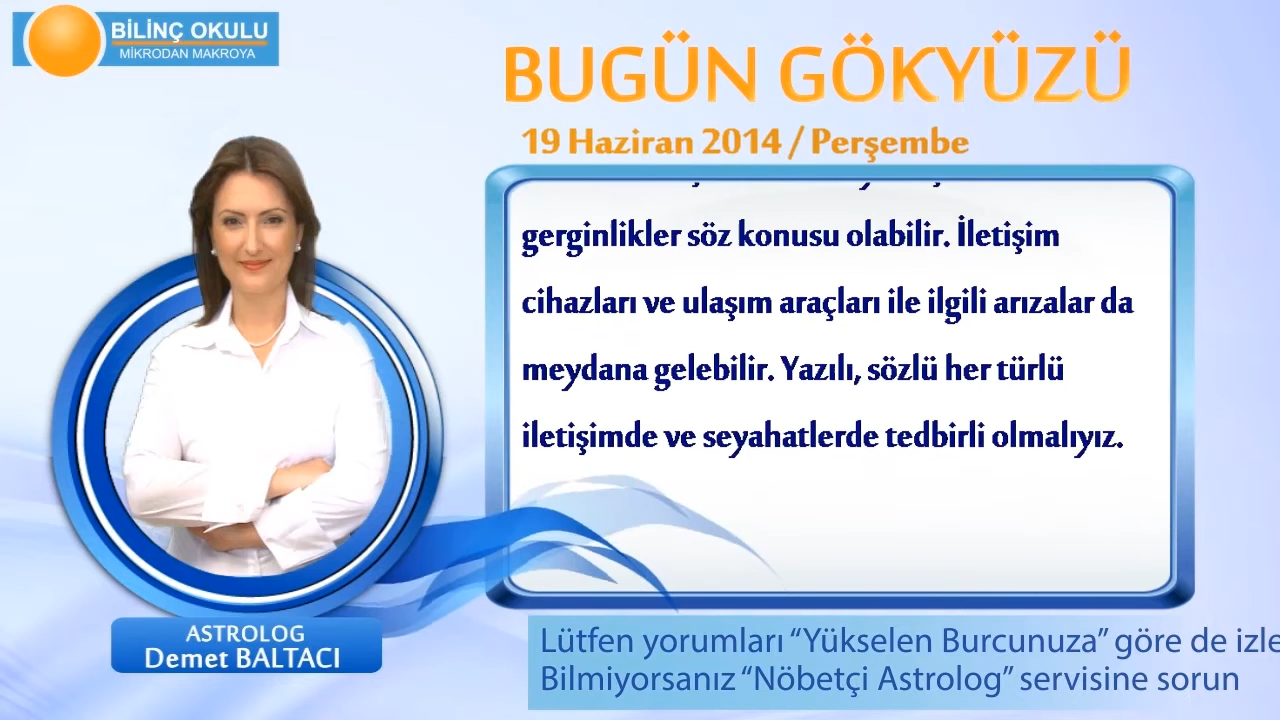 BİLİNÇ OKULU
MİKRODAN MAKROYA
BUGÜN GÖKYÜZÜ
19 Haziran 2014 / Perşembe
gerginlikler söz konusu olabilir. İletişim
cihazları ve ulaşım araçları ile ilgili arızalar da
meydana gelebilir. Yazılı, sözlü her türlü
iletişimde ve seyahatlerde tedbirli olmalıyız.
ASTROLOG
Demet BALTACI
Lütfen yorumları “Yükselen Burcunuza” göre de
Bilmiyorsanız “Nöbetçi Astrolog” servisine sorun